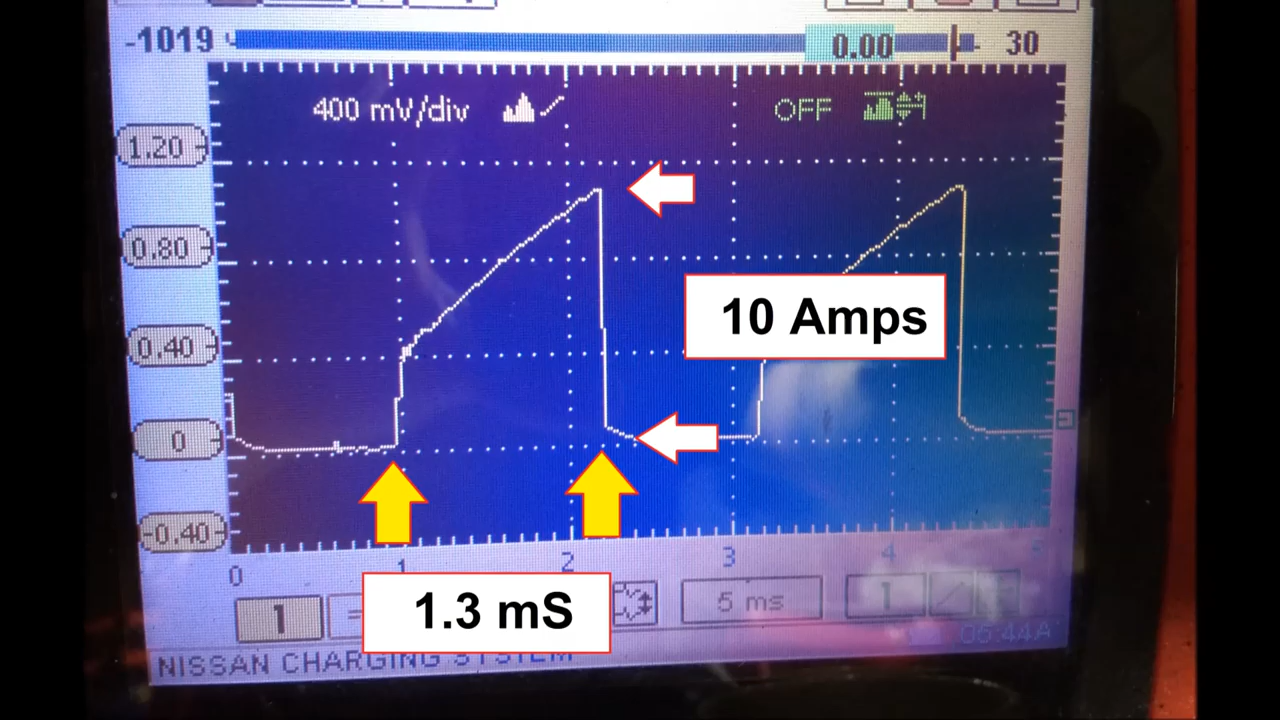 -1019 0.00 30
400 mV/div OFF
1.20
0.80
0.40
0
-0.40
10 Amps
0 1 2 3 4
1.3 mS
1 5 ms 1
NISSAN CHARGING SYSTEM